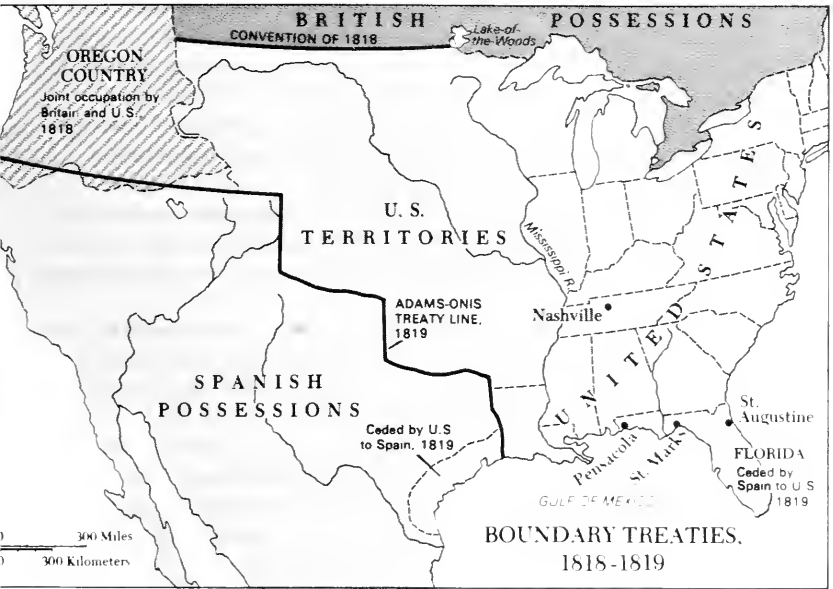 BRITISH POSSESSIONS
CONVENTION OF 1818
Lake-of-
the-Woods
OREGON
COUNTRY
Joint occupation by
Britain and U.S.,
1818
U. S.
TERRITORIES
Mississippi R.
UNITED STATES
Nashville
ADAMS-ONIS
TREATY LINE,
1819
SPANISH
POSSESSIONS
Ceded by U.S
to Spain, 1819
St.
Augustine
Pensacola
St. Marks
FLORIDA
Ceded by
Spain to U S
1819
GULF OF MEXICO
0 300 Miles
0 300 Kilometers
BOUNDARY TREATIES,
1818-1819